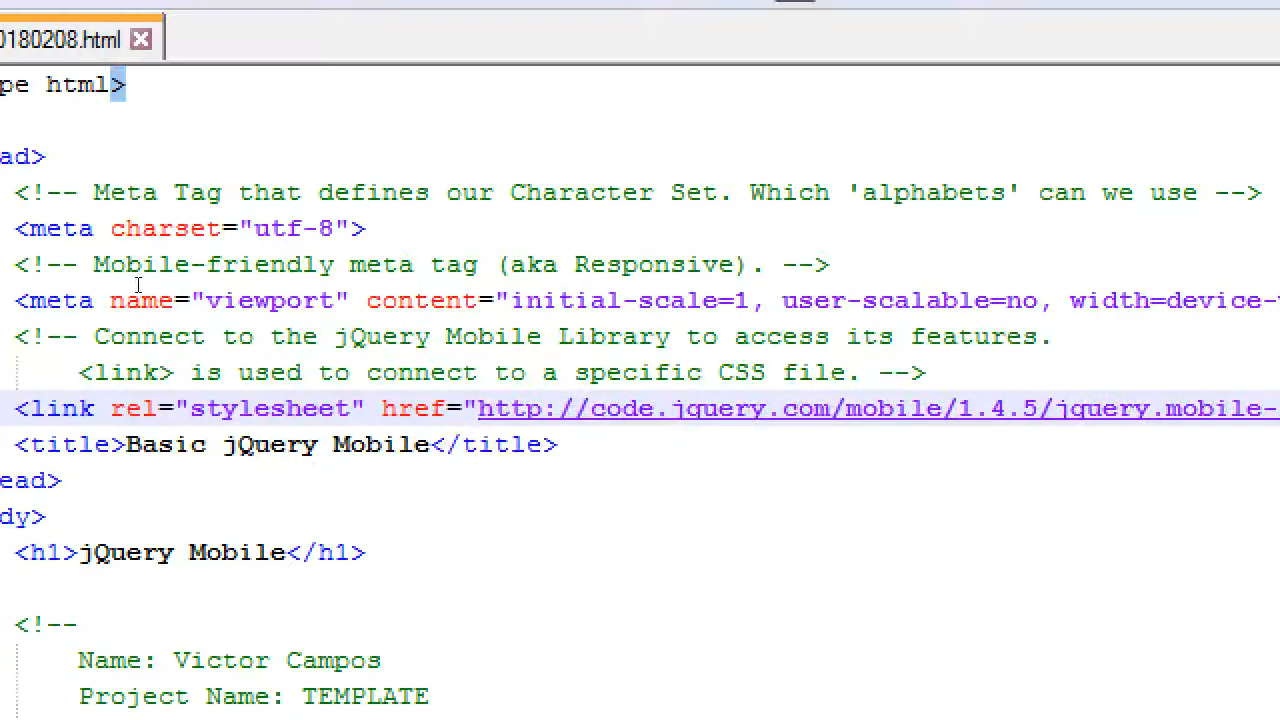 0180208.html
pe html>
ad>
<!-- Meta Tag that defines our Character Set. Which 'alphabets' can we use -->
<meta charset="utf-8">
<!-- Mobile-friendly meta tag (aka Responsive). -->
<meta name="viewport" content="initial-scale=1, user-scalable=no, width=device-
<!-- Connect to the jQuery Mobile Library to access its features.
<link> is used to connect to a specific CSS file. -->
<link rel="stylesheet" href="http://code.jquery.com/mobile/1.4.5/jquery.mobile-
<title>Basic jQuery Mobile</title>
ead>
dy>
<h1>jQuery Mobile</h1>
<!--
Name: Victor Campos
Project Name: TEMPLATE